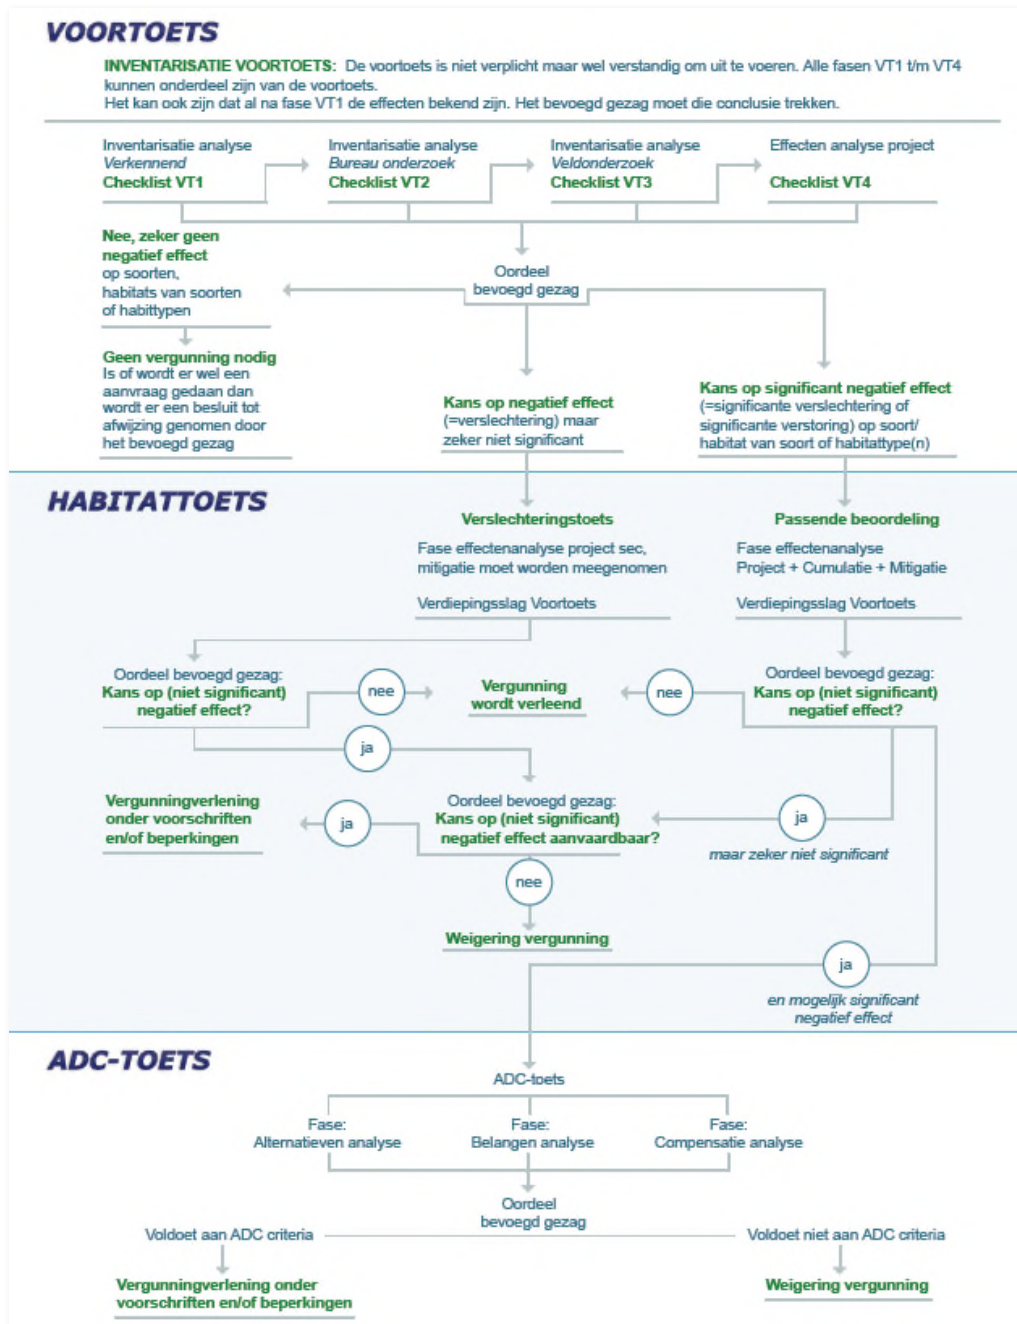 VOORTOETS
INVENTARISATIE VOORTOETS: De voortoets is niet verplicht maar wel verstandig om uit te voeren. Alle fasen VT1 t/m VT4
kunnen onderdeel zijn van de voortoets.
Het kan ook zijn dat al na fase VT1 de effecten bekend zijn. Het bevoegd gezag moet die conclusie trekken.
Inventarisatie analyse
Verkennend
Checklist VT1
Inventarisatie analyse
Bureau onderzoek
Checklist VT2
Inventarisatie analyse
Veldonderzoek
Checklist VT3
Effecten analyse project
Checklist VT4
Nee, zeker geen
negatief effect
op soorten,
habitats van soorten
of habittypen
Oordeel
bevoegd gezag
Geen vergunning nodig
Is of wordt er wel een
aanvraag gedaan dan
wordt er een besluit tot
afwijzing genomen door
het bevoegd gezag
Kans op negatief effect
(=verslechtering) maar
zeker niet significant
Kans op significant negatief effect
(=significante verslechtering of
significante verstoring) op soort/
habitat van soort of habitattype(n)
HABITATTOETS
Verslechteringstoets
Fase effectenanalyse project sec,
mitigatie moet worden meegenomen
Verdiepingsslag Voortoets
Passende beoordeling
Fase effectenanalyse
Project + Cumulatie + Mitigatie
Verdiepingsslag Voortoets
Oordeel bevoegd gezag:
Kans op (niet significant)
negatief effect?
nee
Vergunning
wordt verleend
nee
Oordeel bevoegd gezag:
Kans op (niet significant)
negatief effect?
ja
Vergunningverlening
onder voorschriften
en/of beperkingen
ja
Oordeel bevoegd gezag:
Kans op (niet significant)
negatief effect aanvaardbaar?
ja
maar zeker niet significant
nee
Weigering vergunning
ja
en mogelijk significant
negatief effect
ADC-TOETS
ADC-toets
Fase:
Alternatieven analyse
Fase:
Belangen analyse
Fase:
Compensatie analyse
Oordeel
bevoegd gezag
Voldoet aan ADC criteria
Voldoet niet aan ADC criteria
Vergunningverlening onder
voorschriften en/of beperkingen
Weigering vergunning